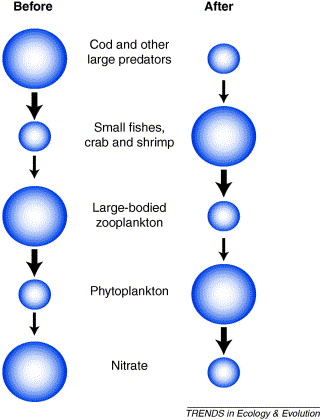 Before
After
Cod and other
large predators
Small fishes,
crab and shrimp
Large-bodied
zooplankton
Phytoplankton
Nitrate
TRENDS in Ecology & Evolution